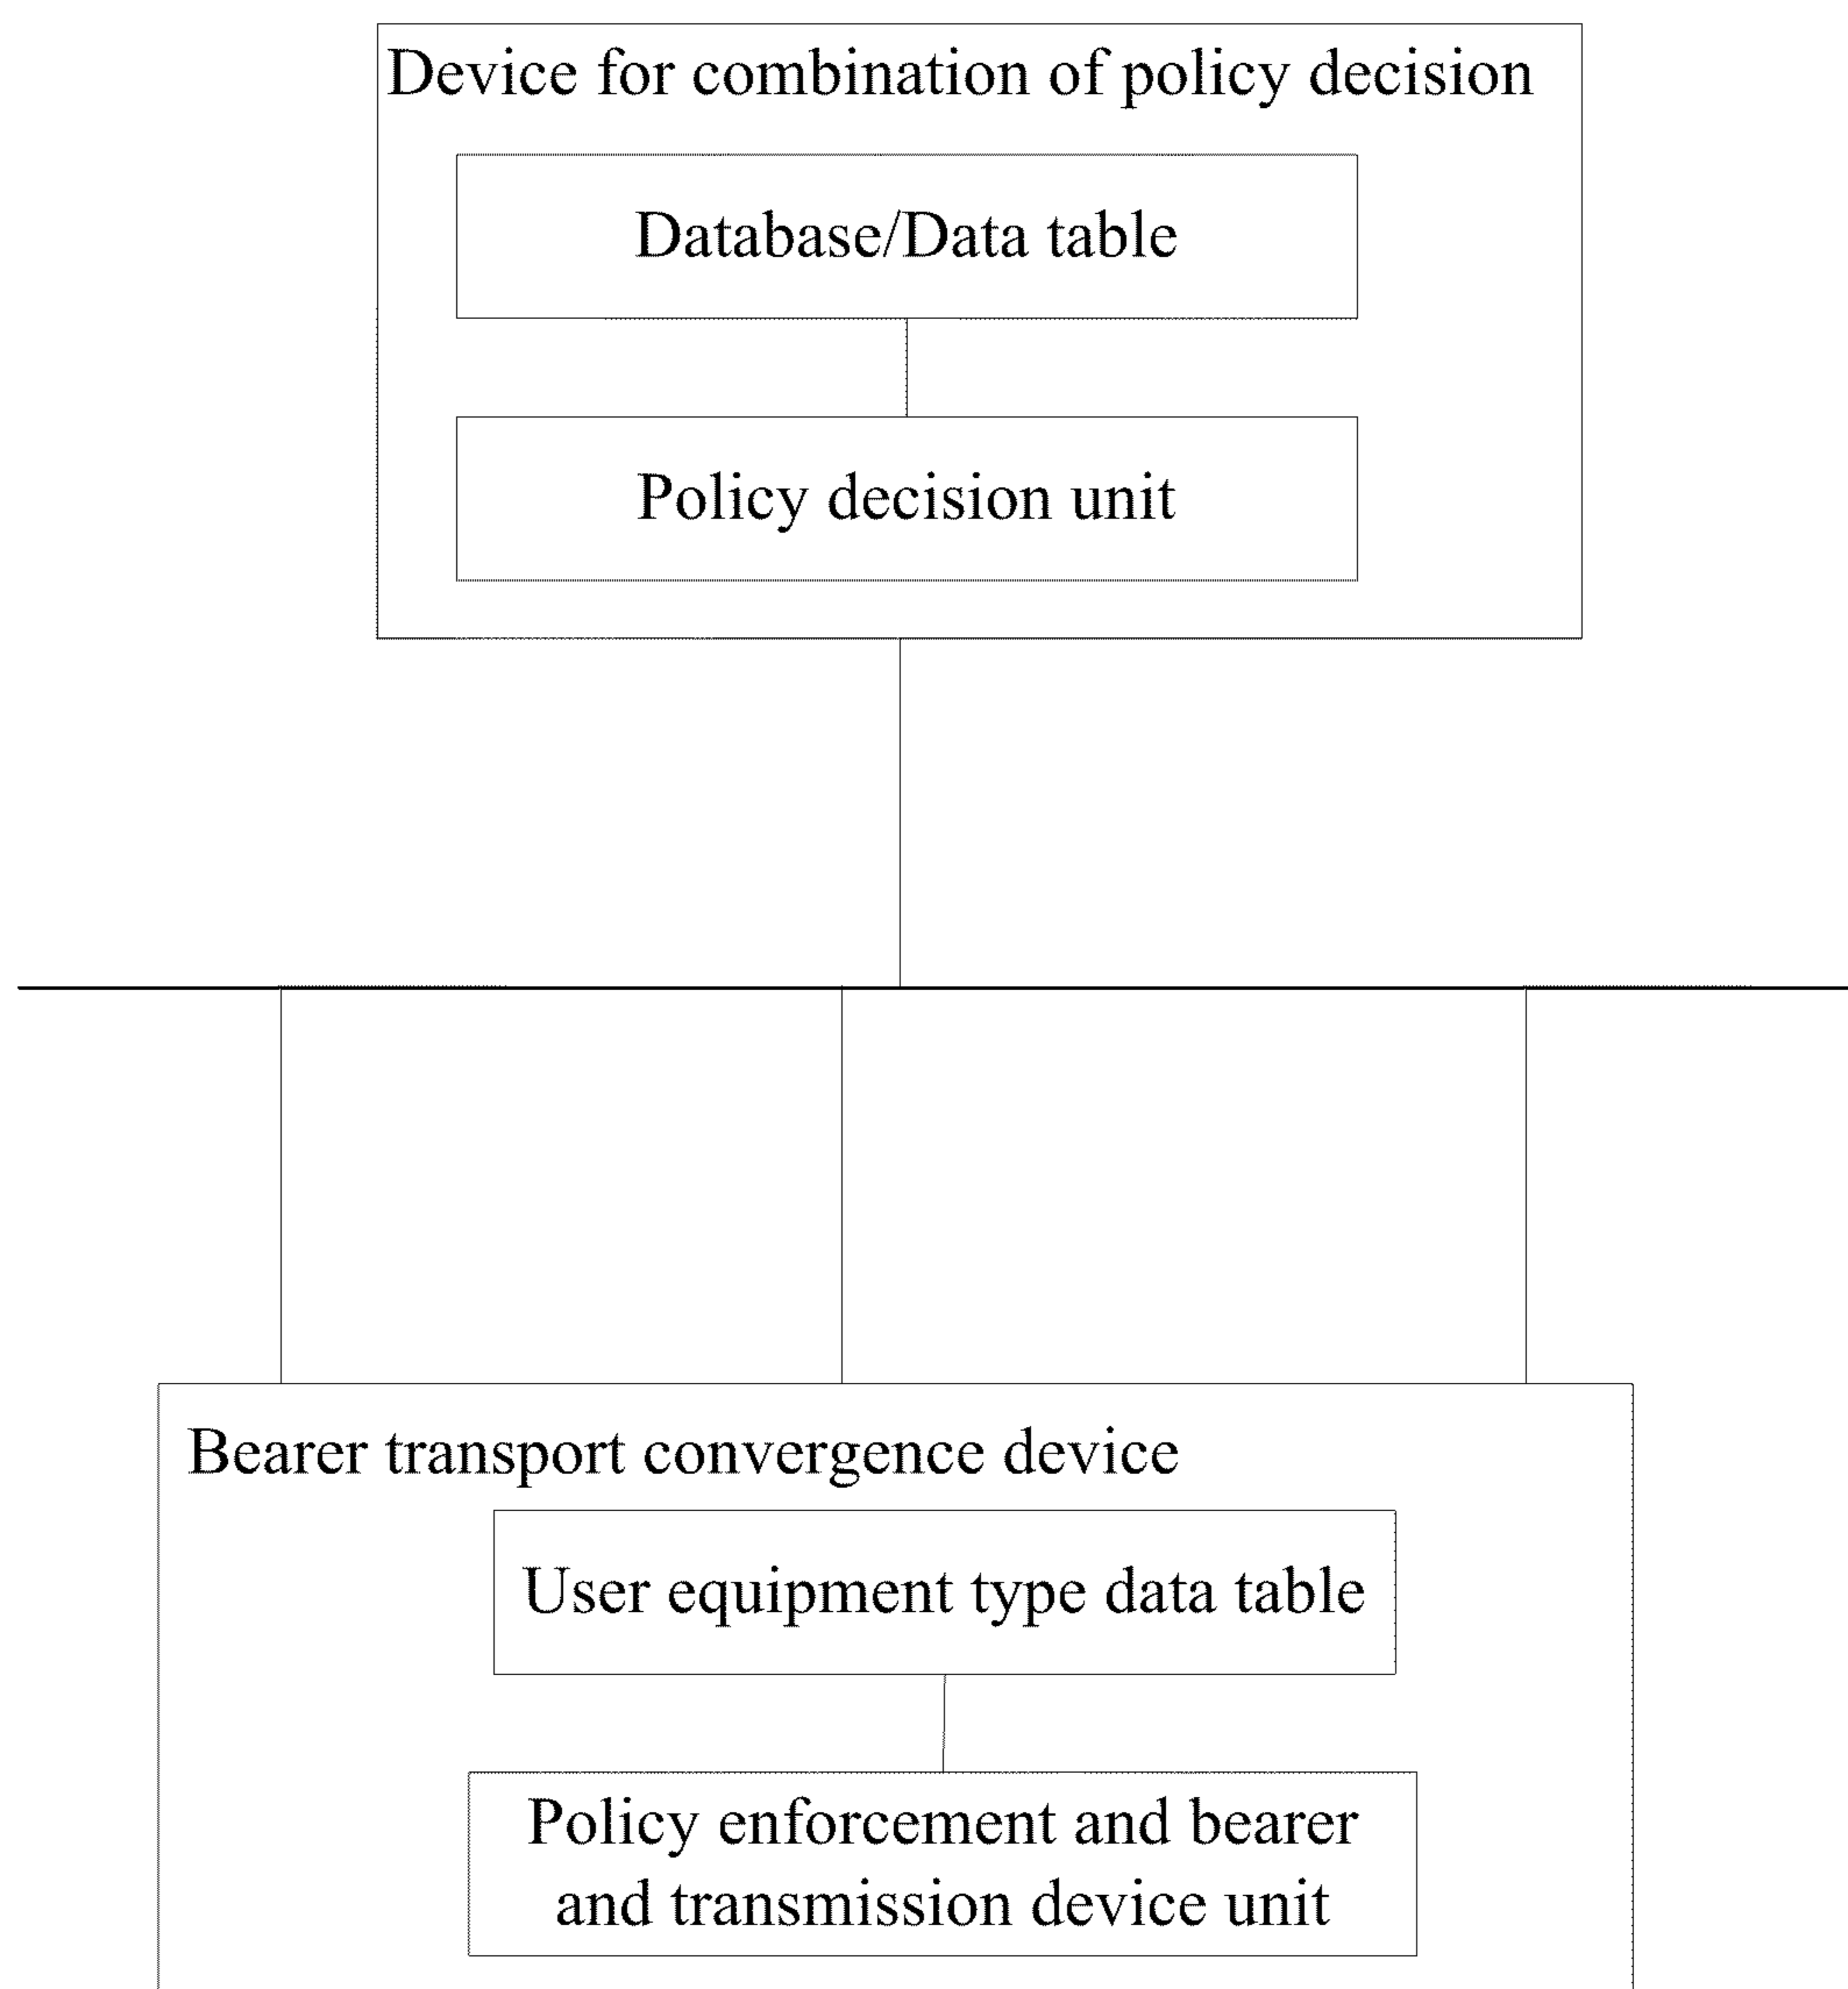 Device for combination of policy decision
Database/Data table
Policy decision unit
Bearer transport convergence device
User equipment type data table
Policy enforcement and bearer
and transmission device unit